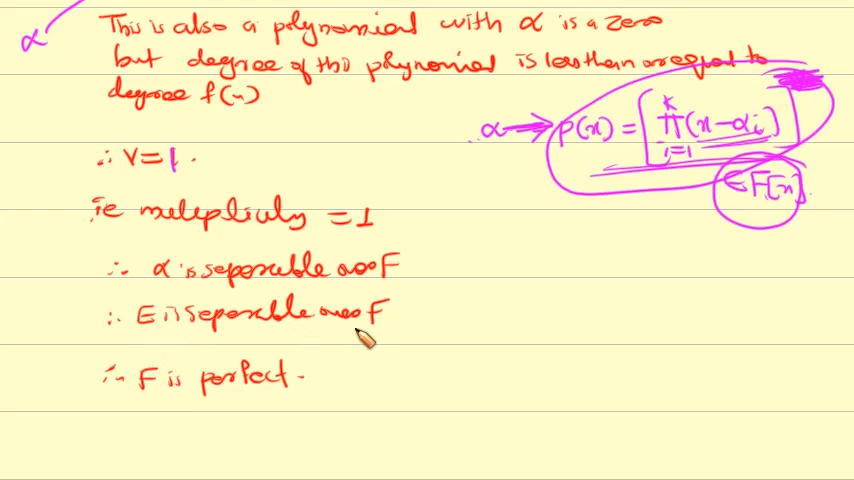 This is also a polynomial with α is a zero
α
but degree of this polynomial is less than or equal to
degree f(x)
α → p(x) = [ k ∏ i=1 (x - αi) ]
∴ ν = 1.
∈ F[x]
ie multiplicity = 1
∴ α is separable over F
∴ E is separable over F
∴ F is perfect.